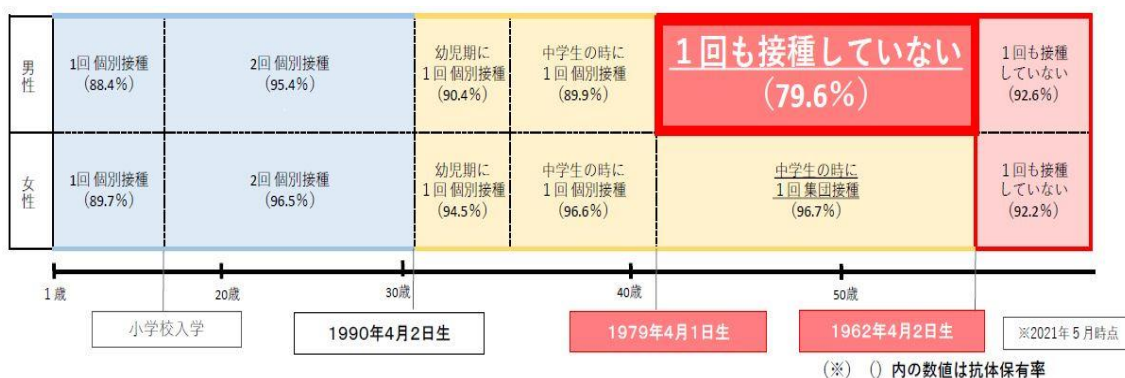 男性
1回 個別接種
(88.4%)
2回 個別接種
(95.4%)
幼児期に
1回 個別接種
(90.4%)
中学生の時に
1回 個別接種
(89.9%)
1回も接種していない
(79.6%)
1回も接種
していない
(92.6%)
女性
1回 個別接種
(89.7%)
2回 個別接種
(96.5%)
幼児期に
1回 個別接種
(94.5%)
中学生の時に
1回 個別接種
(96.6%)
中学生の時に
1回 集団接種
(96.7%)
1回も接種
していない
(92.2%)
1歳
20歳
30歳
40歳
50歳
小学校入学
1990年4月2日生
1979年4月1日生
1962年4月2日生
※2021年5月時点
(※) () 内の数値は抗体保有率